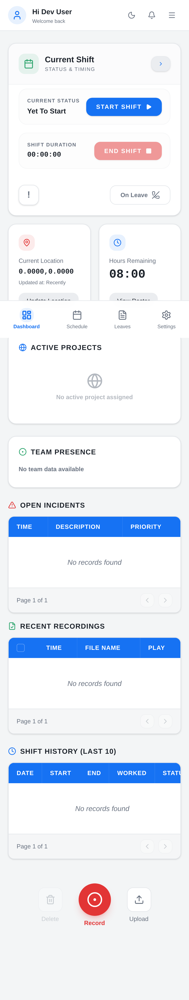 Hi Dev User
Welcome back
Current Shift
STATUS & TIMING
CURRENT STATUS
Yet To Start
START SHIFT
SHIFT DURATION
00:00:00
END SHIFT
!
On Leave
Current Location
0.0000,0.0000
Updated at: Recently
Update Location
Hours Remaining
08:00
View Roster
Dashboard
Schedule
Leaves
Settings
ACTIVE PROJECTS
No active project assigned
TEAM PRESENCE
No team data available
OPEN INCIDENTS
TIME DESCRIPTION PRIORITY
No records found
Page 1 of 1
RECENT RECORDINGS
TIME FILE NAME PLAY
No records found
Page 1 of 1
SHIFT HISTORY (LAST 10)
DATE START END WORKED STATU
No records found
Page 1 of 1
Delete
Record
Upload